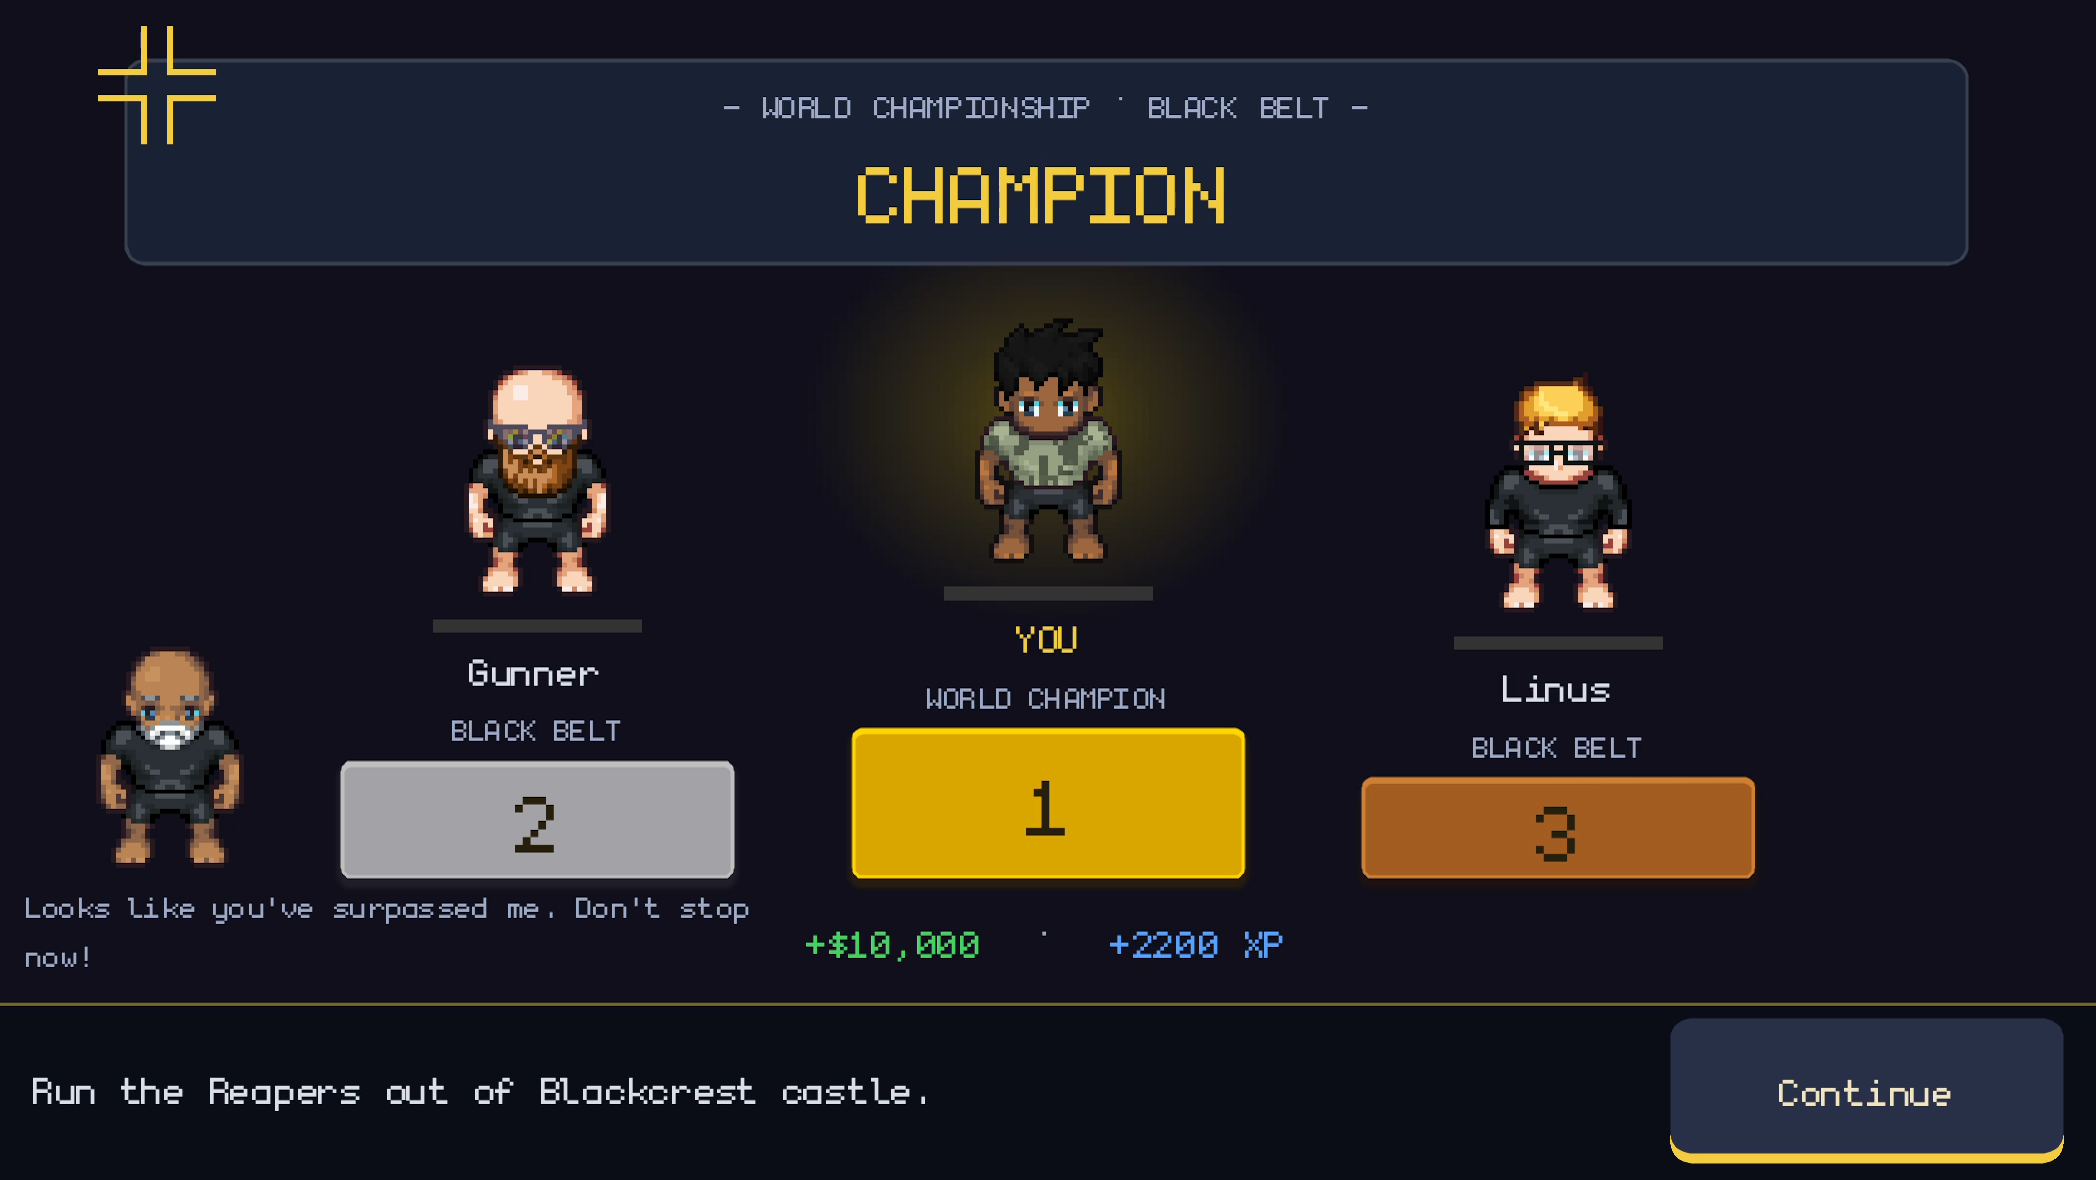 - WORLD CHAMPIONSHIP · BLACK BELT -
CHAMPION
YOU
WORLD CHAMPION
1
Gunner
BLACK BELT
2
Linus
BLACK BELT
3
Looks like you've surpassed me. Don't stop
now!
+$10,000 · +2200 XP
Run the Reapers out of Blackcrest castle.
Continue